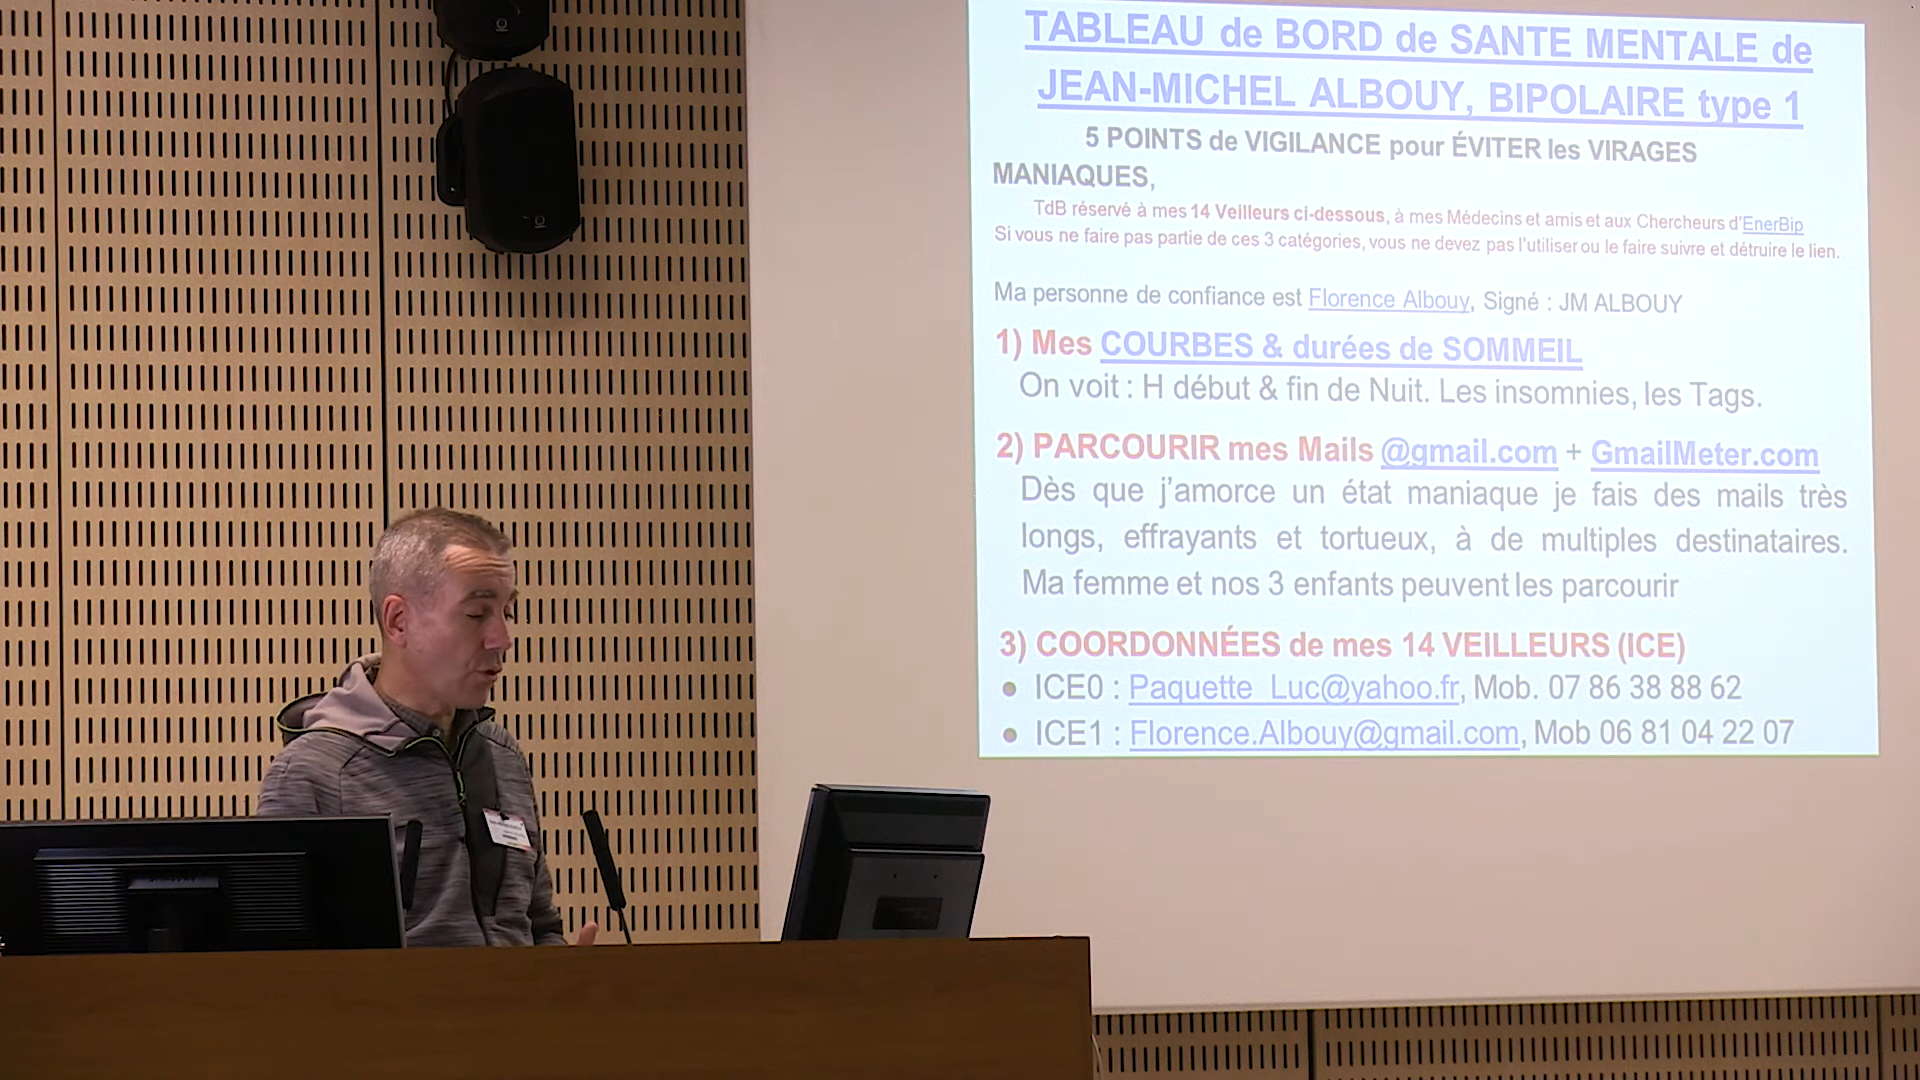 TABLEAU de BORD de SANTE MENTALE de
JEAN-MICHEL ALBOUY, BIPOLAIRE type 1
5 POINTS de VIGILANCE pour ÉVITER les VIRAGES
MANIAQUES,
TdB réservé à mes 14 Veilleurs ci-dessous, à mes Médecins et amis et aux Chercheurs d'EnerBip
Si vous ne faire pas partie de ces 3 catégories, vous ne devez pas l'utiliser ou le faire suivre et détruire le lien.
Ma personne de confiance est Florence Albouy, Signé : JM ALBOUY
1) Mes COURBES & durées de SOMMEIL
On voit : H début & fin de Nuit. Les insomnies, les Tags.
2) PARCOURIR mes Mails @gmail.com + GmailMeter.com
Dès que j'amorce un état maniaque je fais des mails très
longs, effrayants et tortueux, à de multiples destinataires.
Ma femme et nos 3 enfants peuvent les parcourir
3) COORDONNÉES de mes 14 VEILLEURS (ICE)
• ICE0 : Paquette_Luc@yahoo.fr, Mob. 07 86 38 88 62
• ICE1 : Florence.Albouy@gmail.com, Mob 06 81 04 22 07